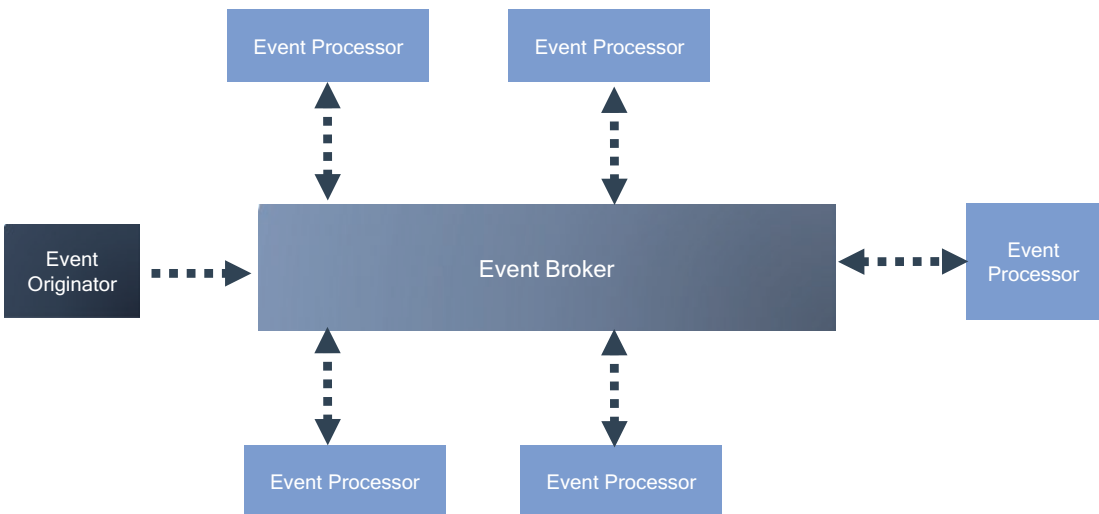 Event Processor
Event Processor
Event
Originator
Event Broker
Event
Processor
Event Processor
Event Processor